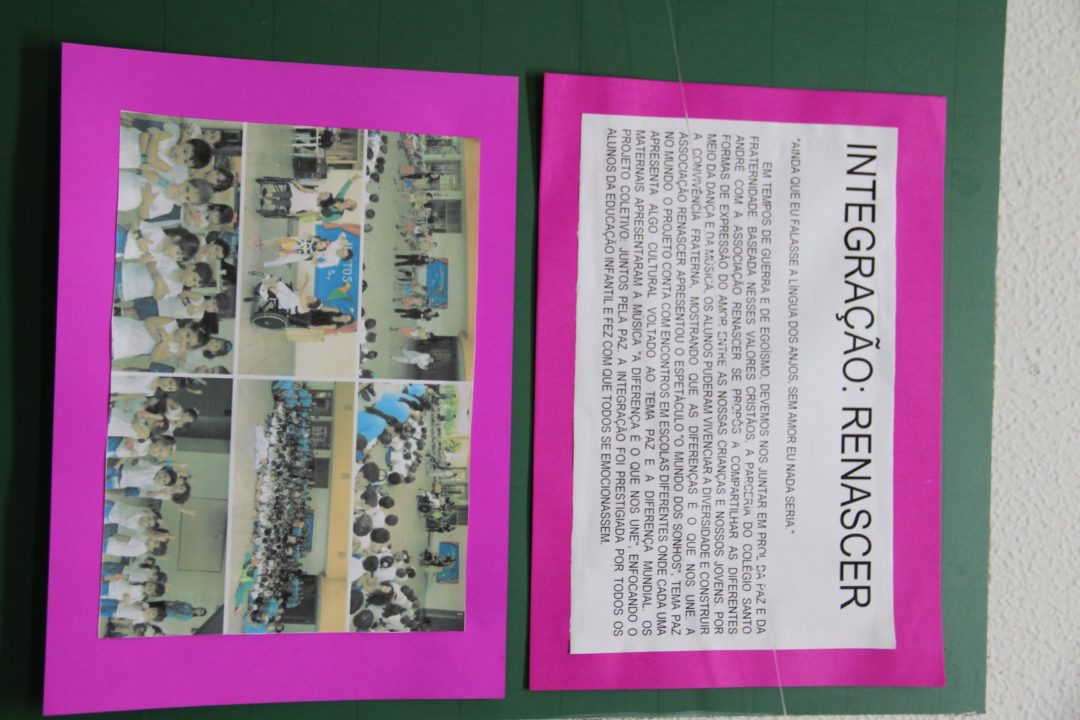 INTEGRAÇÃO: RENASCER
"AINDA QUE EU FALASSE A LÍNGUA DOS ANJOS, SEM AMOR EU NADA SERIA."
EM TEMPOS DE GUERRA E DE EGOÍSMO, DEVEMOS NOS JUNTAR EM PROL DA PAZ E DA
FRATERNIDADE. BASEADA NESSES VALORES CRISTÃOS, A PARCERIA DO COLÉGIO SANTO
ANDRÉ COM A ASSOCIAÇÃO RENASCER SE PROPÔS A COMPARTILHAR AS DIFERENTES
FORMAS DE EXPRESSÃO DO AMOR ENTRE AS NOSSAS CRIANÇAS E NOSSOS JOVENS. POR
MEIO DA DANÇA E DA MÚSICA, OS ALUNOS PUDERAM VIVENCIAR A DIVERSIDADE E CONSTRUIR
A CONVIVÊNCIA FRATERNA, MOSTRANDO QUE AS DIFERENÇAS É O QUE NOS UNE. A
ASSOCIAÇÃO RENASCER APRESENTOU O ESPETÁCULO "O MUNDO DOS SONHOS", TEMA PAZ
NO MUNDO. O PROJETO CONTA COM ENCONTROS EM ESCOLAS DIFERENTES ONDE CADA UMA
APRESENTA ALGO CULTURAL VOLTADO AO TEMA PAZ E A DIFERENÇA MUNDIAL. OS
MATERNAIS APRESENTARAM A MÚSICA "A DIFERENÇA É O QUE NOS UNE", ENFOCANDO O
PROJETO COLETIVO: JUNTOS PELA PAZ. A INTEGRAÇÃO FOI PRESTIGIADA POR TODOS OS
ALUNOS DA EDUCAÇÃO INFANTIL E FEZ COM QUE TODOS SE EMOCIONASSEM.